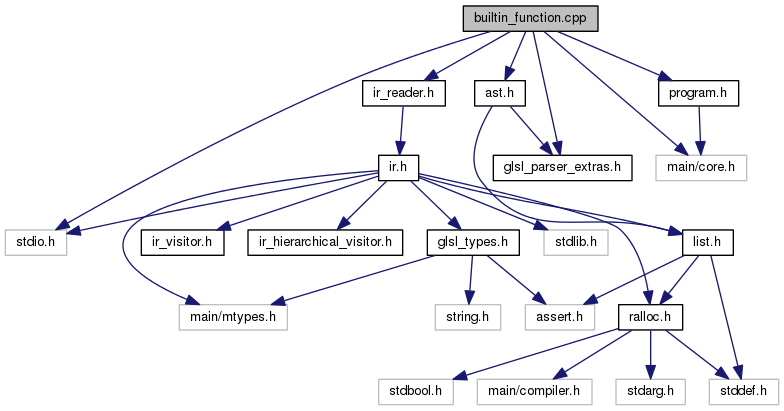 builtin_function.cpp
ir_reader.h
ast.h
program.h
ir.h
glsl_parser_extras.h
main/core.h
stdio.h
ir_visitor.h
ir_hierarchical_visitor.h
glsl_types.h
stdlib.h
list.h
main/mtypes.h
string.h
assert.h
ralloc.h
stdbool.h
main/compiler.h
stdarg.h
stddef.h